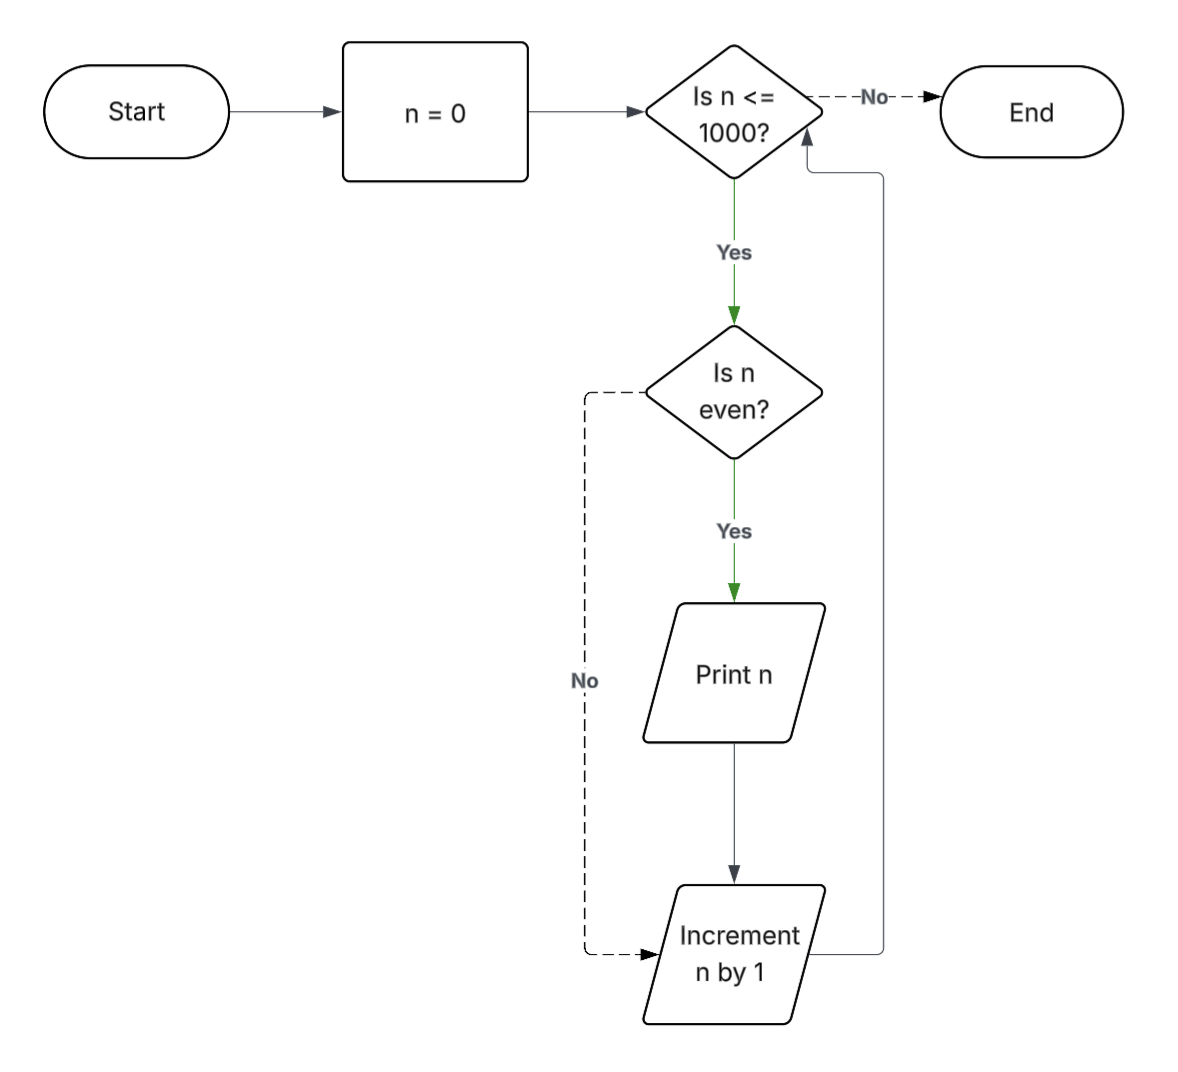 Start
n = 0
Is n <=
1000?
No
End
Yes
Is n
even?
Yes
Print n
No
Increment
n by 1